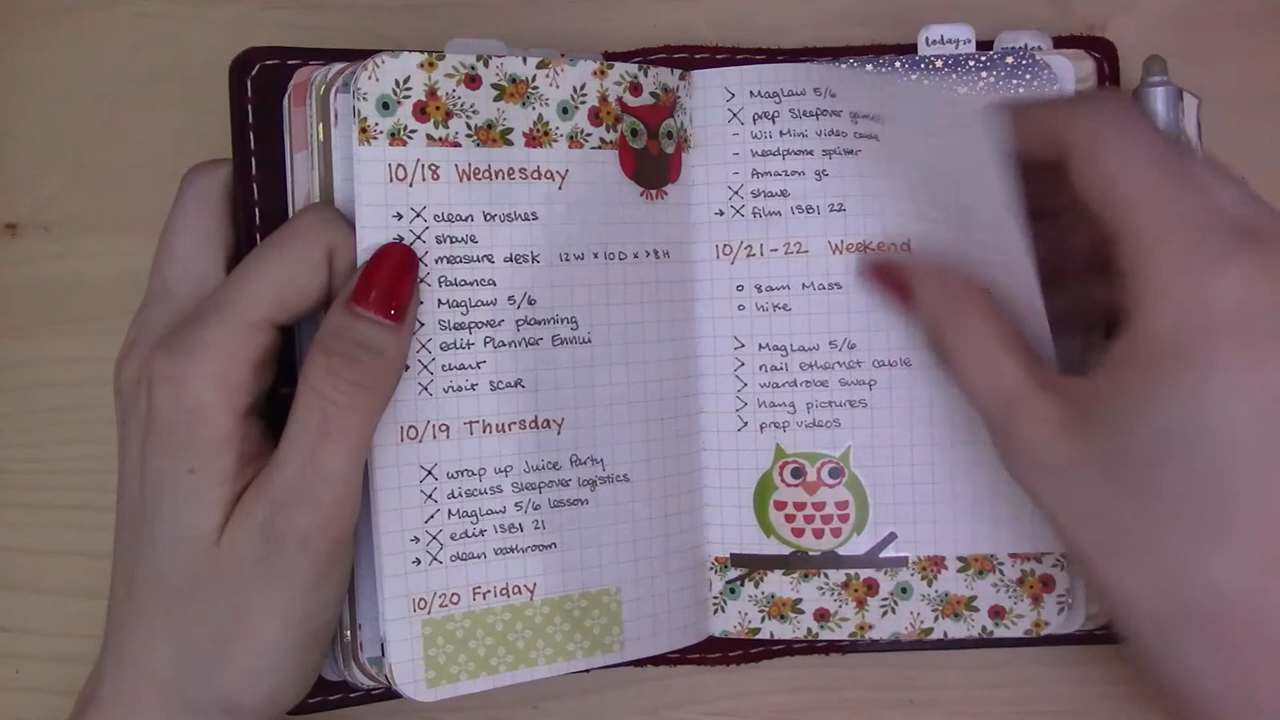 10/18 Wednesday
→ X clean brushes
→ X shave
X measure desk 12W x 10D x >8H
X Palanca
MagLaw 5/6
> Sleepover planning
X edit Planner Ennui
X chart
X visit SCAR
10/19 Thursday
X wrap up Juice Party
X discuss Sleepover logistics
/ MagLaw 5/6 lesson
→ X edit ISBI 21
→ X clean bathroom
10/20 Friday
today
> MagLaw 5/6
X prep Sleepover
- Wii Mini video
- headphone splitter
- Amazon gc
X shave
→ X film ISBI 22
10/21-22 Weekend
o 8am Mass
o hike
> MagLaw 5/6
> nail ethernet cable
> wardrobe swap
> hang pictures
> prep videos